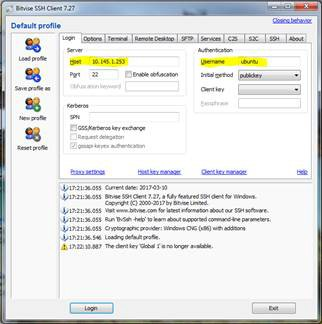 Bitvise SSH Client 7.27
Closing behavior
Default profile
Load profile
Save profile as
New profile
Reset profile
Login Options Terminal Remote Desktop SFTP Services C2S S2C SSH About
Server
Host 10.145.1.253
Port 22 Enable obfuscation
Obfuscation keyword
Kerberos
SPN
GSS/Kerberos key exchange
Request delegation
gssapi-keyex authentication
Authentication
Username ubuntu
Initial method publickey
Client key
Passphrase
Proxy settings Host key manager Client key manager Help
17:21:36.055 Current date: 2017-03-10
17:21:36.055 Bitvise SSH Client 7.27, a fully featured SSH client for Windows.
Copyright (C) 2000-2017 by Bitvise Limited.
17:21:36.055 Visit www.bitvise.com for latest information about our SSH software.
17:21:36.055 Run 'BvSsh -help' to learn about supported command-line parameters.
17:21:36.055 Cryptographic provider: Windows CNG (x86) with additions
17:21:36.546 Loading default profile.
17:22:10.887 The client key 'Global 1' is no longer available.
Login
Exit